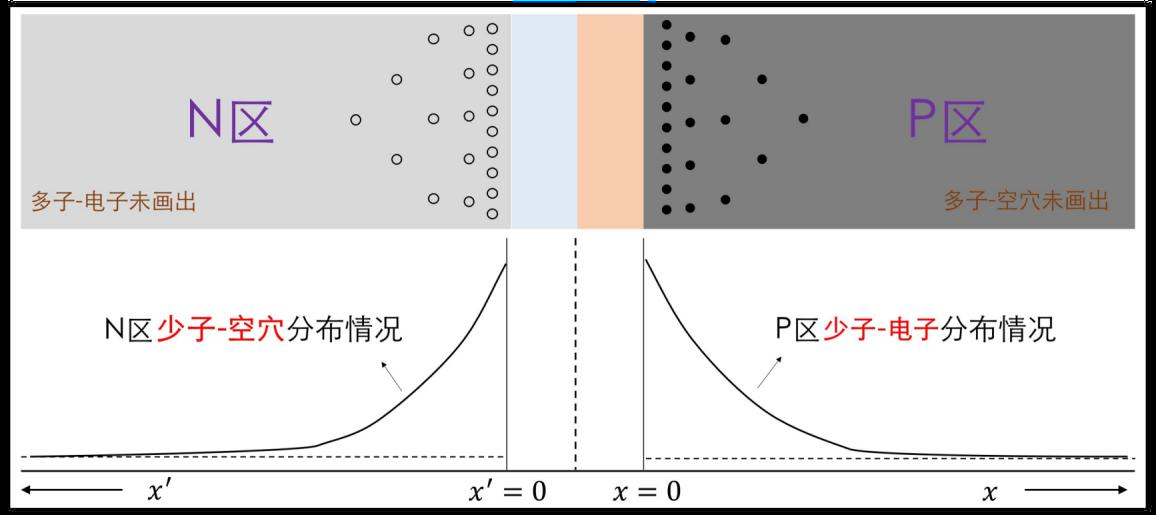 N区
P区
多子-电子未画出
多子-空穴未画出
N区少子-空穴分布情况
P区少子-电子分布情况
x′
x′ = 0
x = 0
x